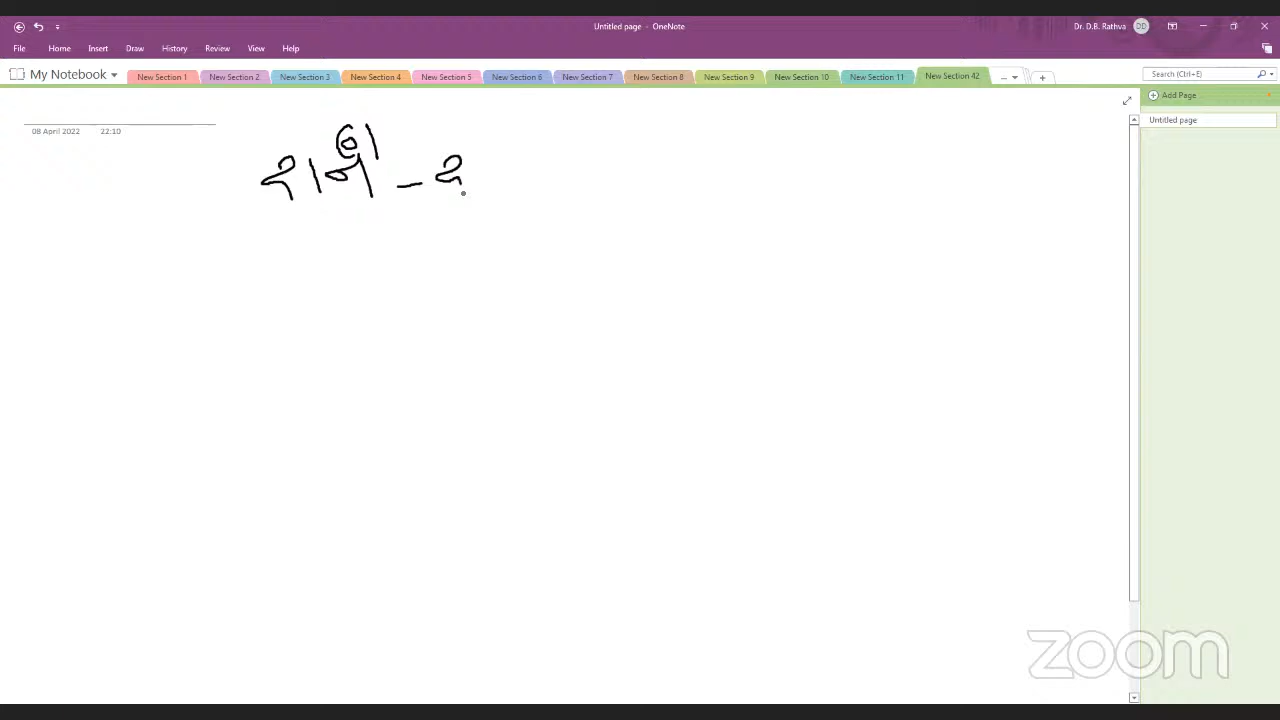 Untitled page - OneNote
Dr. D.B. Rathva DD
File Home Insert Draw History Review View Help
My Notebook New Section 1 New Section 2 New Section 3 New Section 4 New Section 5 New Section 6 New Section 7 New Section 8 New Section 9 New Section 10 New Section 11 New Section 42 ... + Search (Ctrl+E)
Add Page
Untitled page
08 April 2022 22:10
zoom